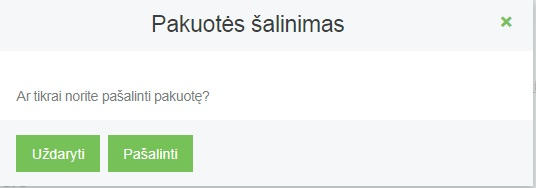 Pakuotės šalinimas
Ar tikrai norite pašalinti pakuotę?
Uždaryti Pašalinti